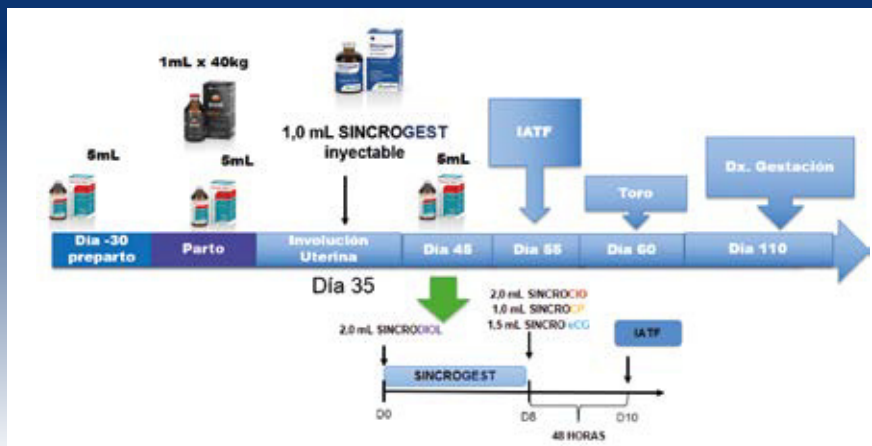 1mL x 40kg
1,0 mL SINCROGEST
inyectable
5mL
5mL
5mL
IATF
Toro
Dx. Gestación
Día -30
preparto
Parto
Involución
Uterina
Día 45
Día 55
Día 60
Día 110
Día 35
2,0 mL SINCRODIOL
2,0 mL SINCROCIO
1,0 mL SINCROCP
1,5 mL SINCRO eCG
IATF
SINCROGEST
D0
D8
D10
48 HORAS